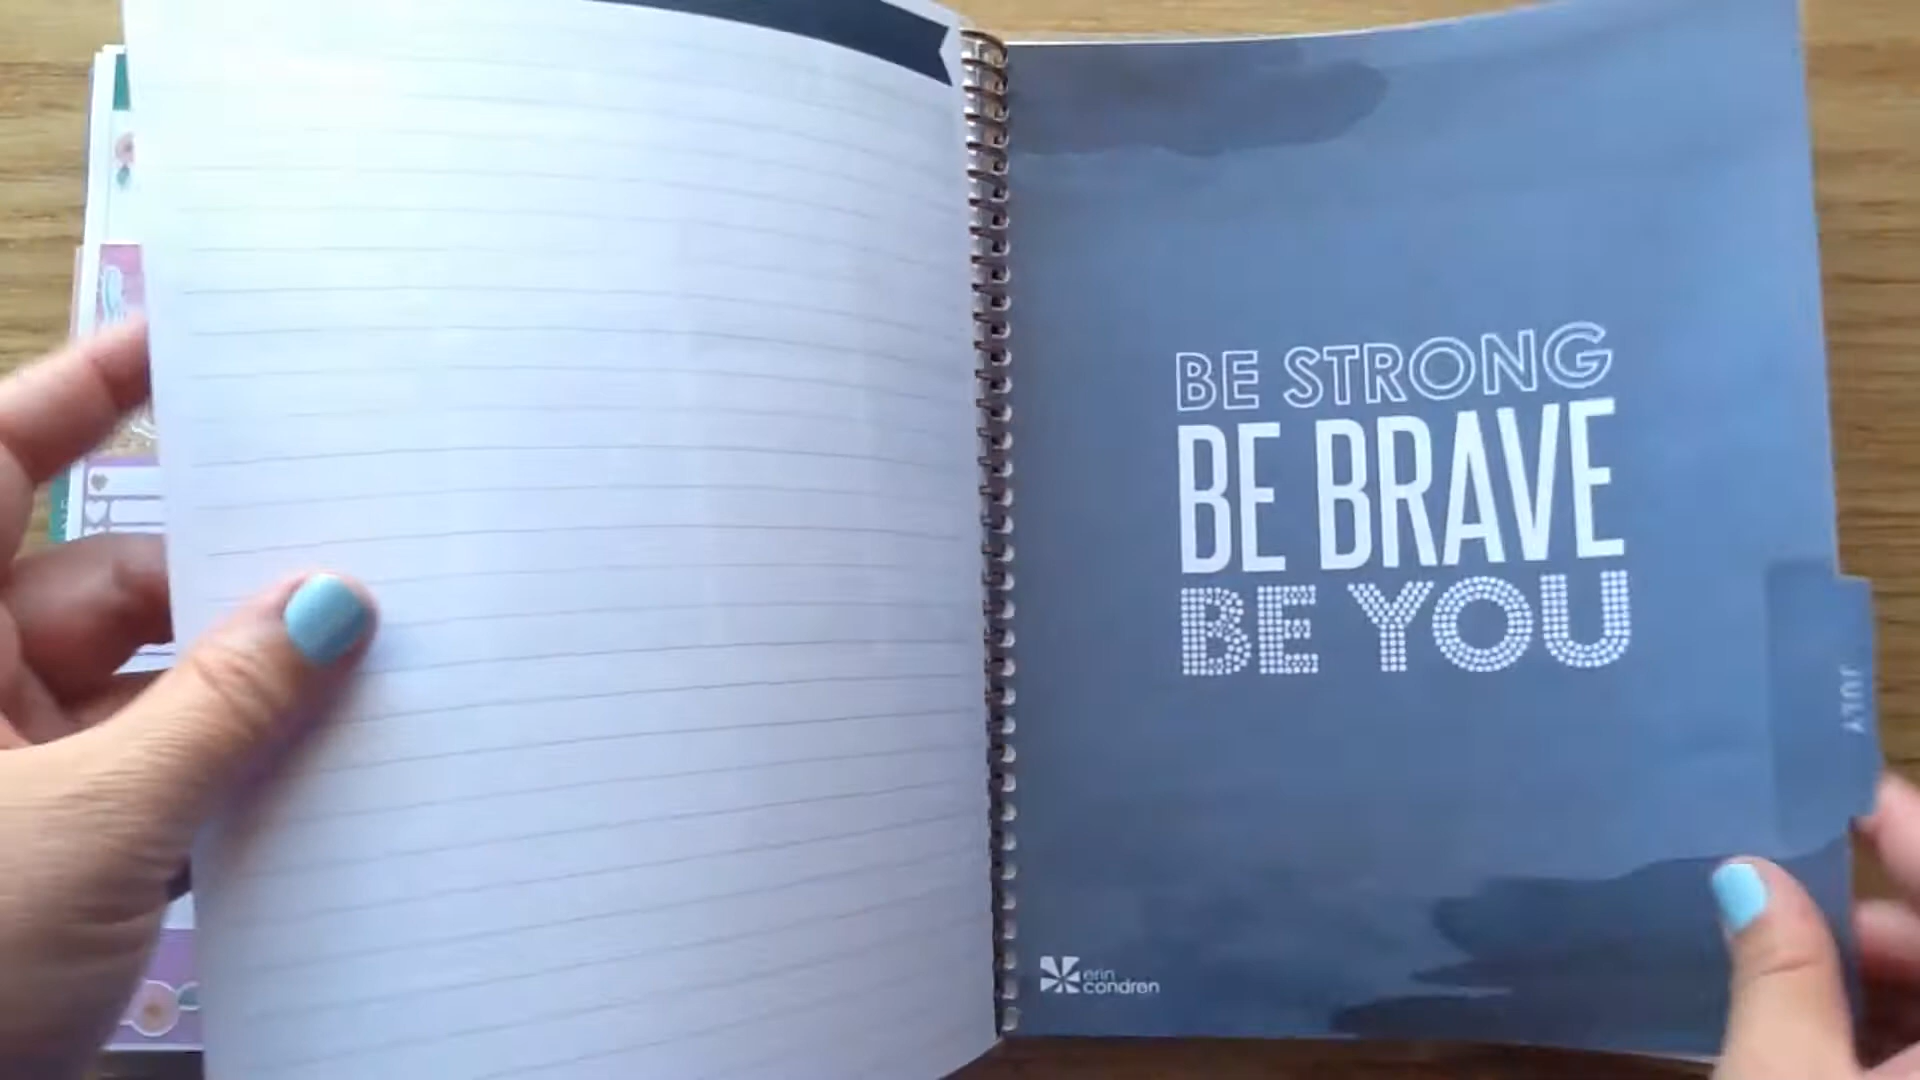 BE STRONG
BE BRAVE
BE YOU
JULY
erin
condren